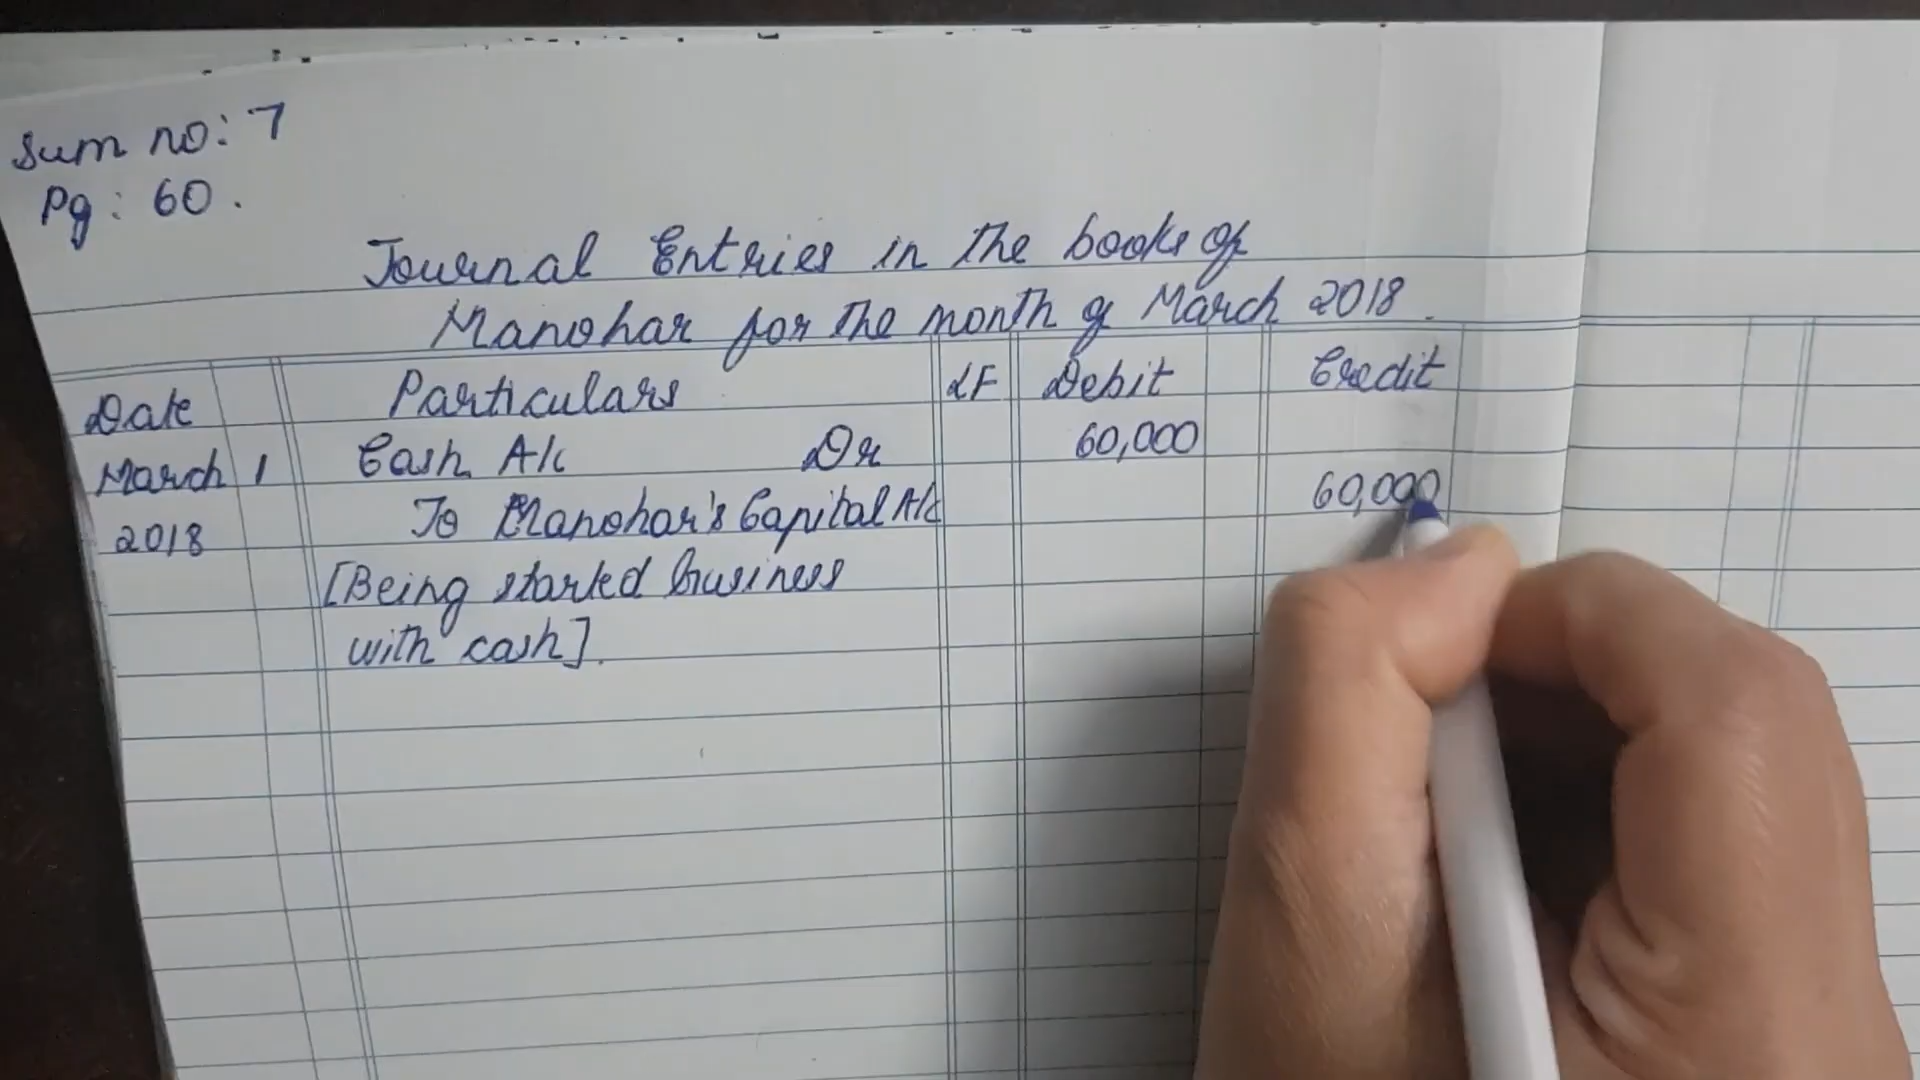 Sum no: 7
Pg: 60.
Journal Entries in the books of
Manohar for the month of March 2018.
Date Particulars LF Debit Credit
March 1 Cash A/c Dr 60,000
2018 To Manohar's Capital A/c 60,000
[Being started business
with cash].